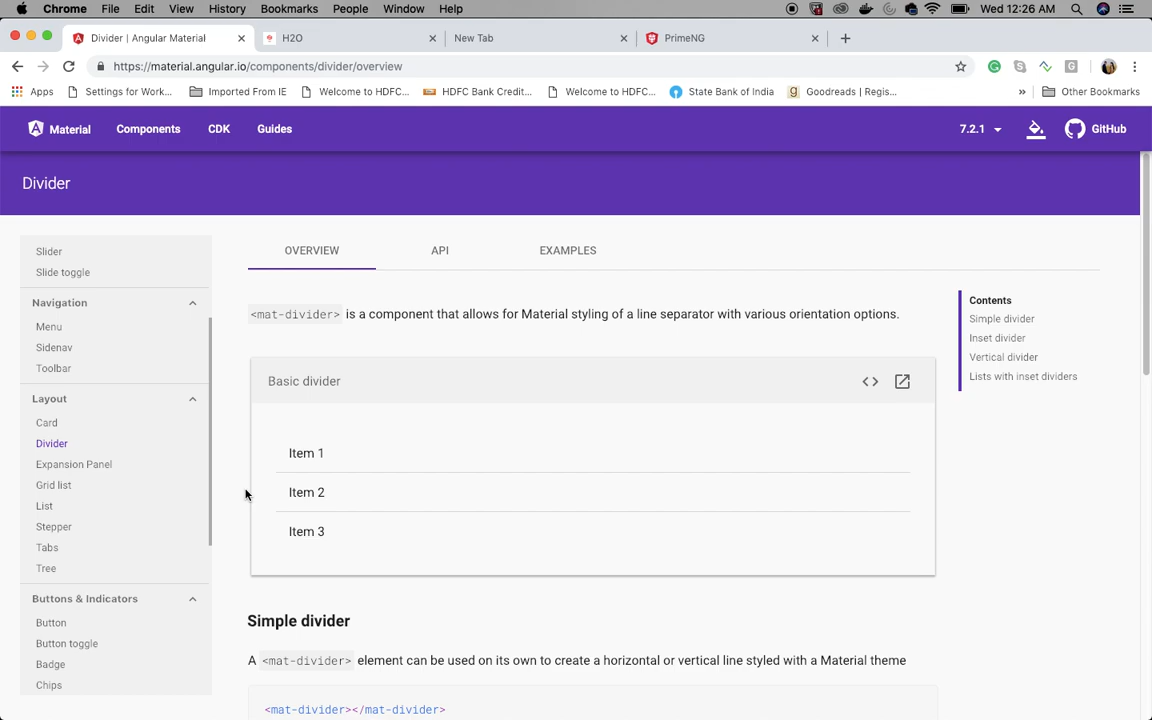 Chrome File Edit View History Bookmarks People Window Help Wed 12:26 AM
Divider | Angular Material H2O New Tab PrimeNG
https://material.angular.io/components/divider/overview
Apps Settings for Work... Imported From IE Welcome to HDFC... HDFC Bank Credit... Welcome to HDFC... State Bank of India Goodreads | Regis... » Other Bookmarks
Material Components CDK Guides 7.2.1 GitHub
Divider
Slider
Slide toggle
Navigation
Menu
Sidenav
Toolbar
Layout
Card
Divider
Expansion Panel
Grid list
List
Stepper
Tabs
Tree
Buttons & Indicators
Button
Button toggle
Badge
Chips
OVERVIEW API EXAMPLES
<mat-divider> is a component that allows for Material styling of a line separator with various orientation options.
Basic divider
Item 1
Item 2
Item 3
Simple divider
A <mat-divider> element can be used on its own to create a horizontal or vertical line styled with a Material theme
<mat-divider></mat-divider>
Contents
Simple divider
Inset divider
Vertical divider
Lists with inset dividers